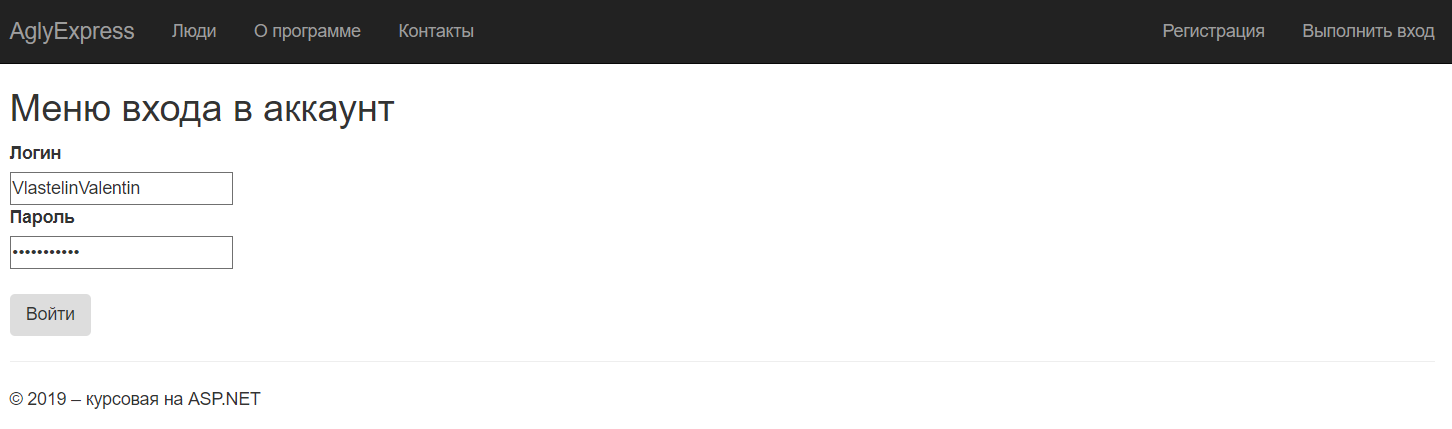 AglyExpress Люди О программе Контакты Регистрация Выполнить вход
Меню входа в аккаунт
Логин
VlastelinValentin
Пароль
•••••••••••
Войти
© 2019 – курсовая на ASP.NET